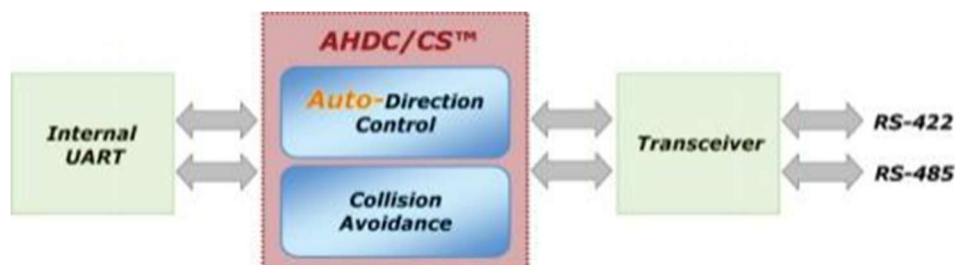 AHDC/CS™
Internal
UART
Auto-Direction
Control
Collision
Avoidance
Transceiver
RS-422
RS-485